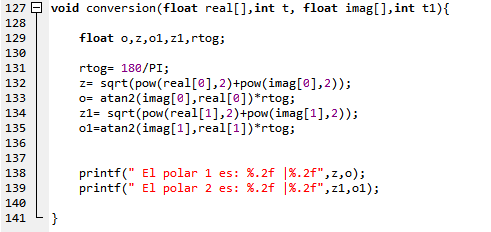 127 void conversion(float real[],int t, float imag[],int t1){
128
129 float o,z,o1,z1,rtog;
130
131 rtog= 180/PI;
132 z= sqrt(pow(real[0],2)+pow(imag[0],2));
133 o= atan2(imag[0],real[0])*rtog;
134 z1= sqrt(pow(real[1],2)+pow(imag[1],2));
135 o1=atan2(imag[1],real[1])*rtog;
136
137
138 printf(" El polar 1 es: %.2f |%.2f",z,o);
139 printf(" El polar 2 es: %.2f |%.2f",z1,o1);
140
141 }